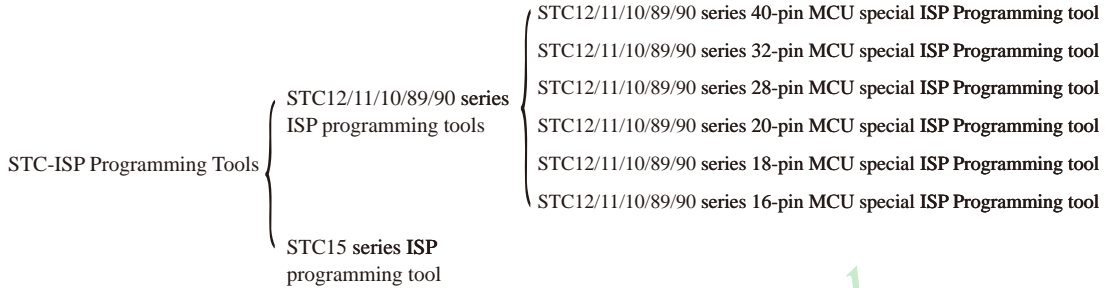 STC-ISP Programming Tools
STC12/11/10/89/90 series
ISP programming tools
STC12/11/10/89/90 series 40-pin MCU special ISP Programming tool
STC12/11/10/89/90 series 32-pin MCU special ISP Programming tool
STC12/11/10/89/90 series 28-pin MCU special ISP Programming tool
STC12/11/10/89/90 series 20-pin MCU special ISP Programming tool
STC12/11/10/89/90 series 18-pin MCU special ISP Programming tool
STC12/11/10/89/90 series 16-pin MCU special ISP Programming tool
STC15 series ISP
programming tool